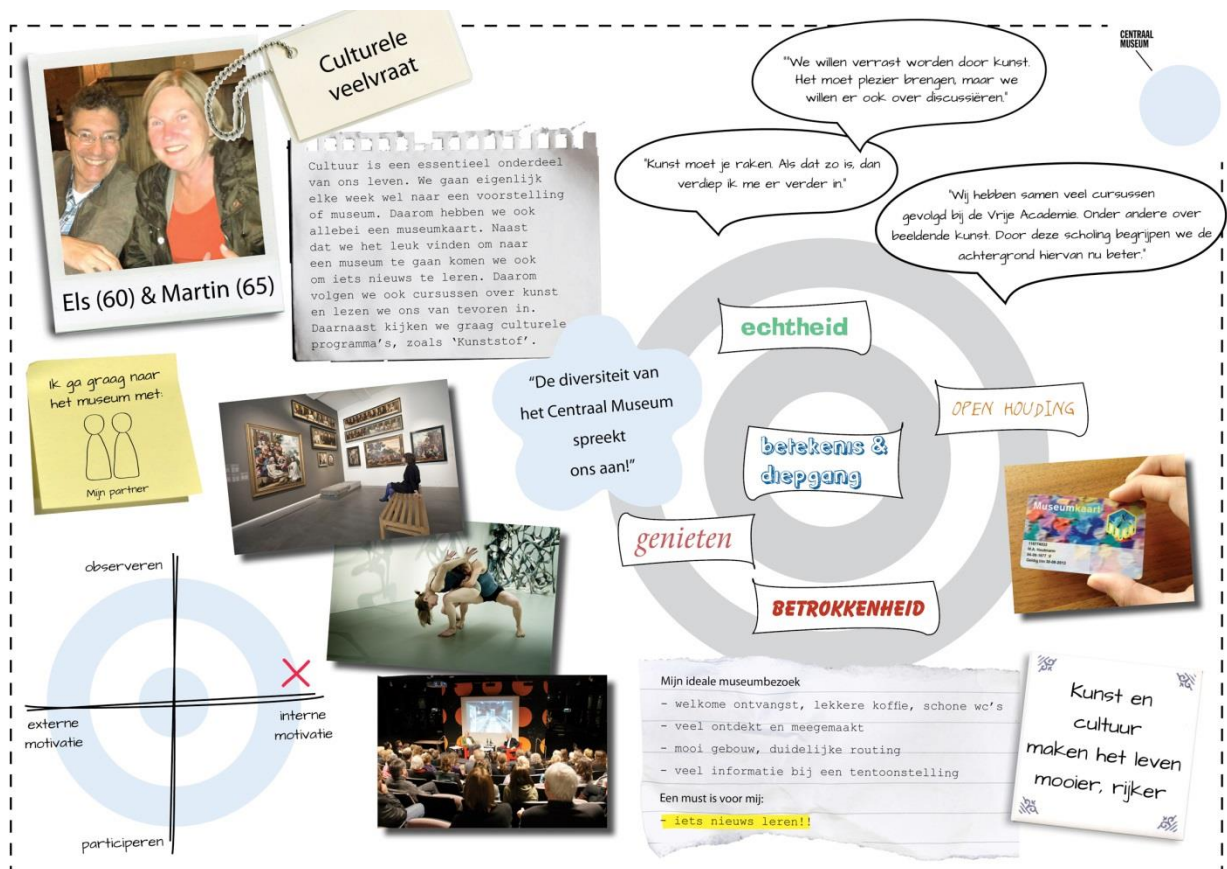 Culturele
veelvraat
CENTRAAL
MUSEUM
""We willen verrast worden door kunst.
Het moet plezier brengen, maar we
willen er ook over discussiëren."
"Kunst moet je raken. Als dat zo is, dan
verdiep ik me er verder in."
"Wij hebben samen veel cursussen
gevolgd bij de Vrije Academie. Onder andere over
beeldende kunst. Door deze scholing begrijpen we de
achtergrond hiervan nu beter."
Els (60) & Martin (65)
Cultuur is een essentieel onderdeel
van ons leven. We gaan eigenlijk
elke week wel naar een voorstelling
of museum. Daarom hebben we ook
allebei een museumkaart. Naast
dat we het leuk vinden om naar
een museum te gaan komen we ook
om iets nieuws te leren. Daarom
volgen we ook cursussen over kunst
en lezen we ons van tevoren in.
Daarnaast kijken we graag culturele
programma's, zoals 'Kunststof'.
Ik ga graag naar
het museum met:
Mijn partner
"De diversiteit van
het Centraal Museum
spreekt
ons aan!"
echtheid
OPEN HOUDING
betekenis &
diepgang
genieten
BETROKKENHEID
Museumkaart
observeren
externe
motivatie
interne
motivatie
participeren
Mijn ideale museumbezoek
- welkome ontvangst, lekkere koffie, schone wc's
- veel ontdekt en meegemaakt
- mooi gebouw, duidelijke routing
- veel informatie bij een tentoonstelling
Een must is voor mij:
- iets nieuws leren!!
Kunst en
cultuur
maken het leven
mooier, rijker